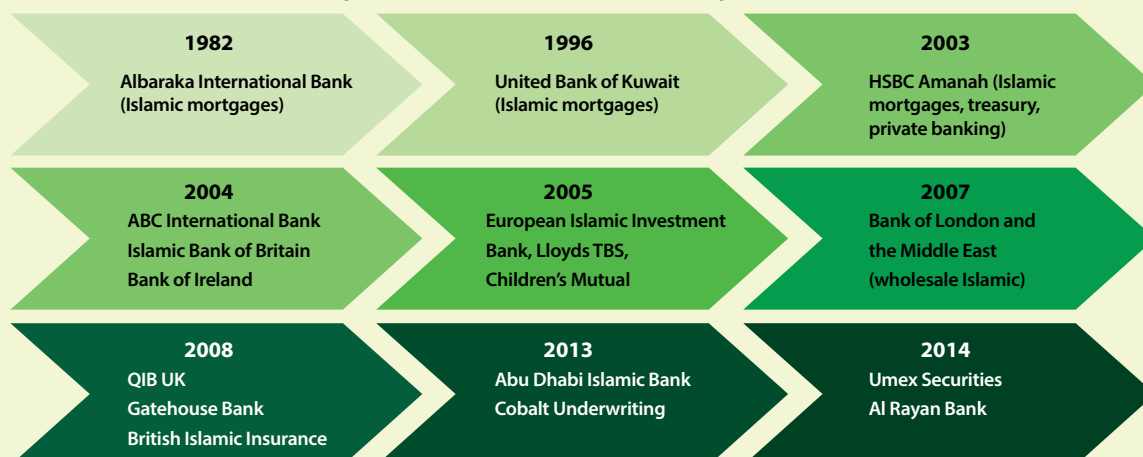 1982
Albaraka International Bank
(Islamic mortgages)
1996
United Bank of Kuwait
(Islamic mortgages)
2003
HSBC Amanah (Islamic
mortgages, treasury,
private banking)
2004
ABC International Bank
Islamic Bank of Britain
Bank of Ireland
2005
European Islamic Investment
Bank, Lloyds TBS,
Children’s Mutual
2007
Bank of London and
the Middle East
(wholesale Islamic)
2008
QIB UK
Gatehouse Bank
British Islamic Insurance
2013
Abu Dhabi Islamic Bank
Cobalt Underwriting
2014
Umex Securities
Al Rayan Bank